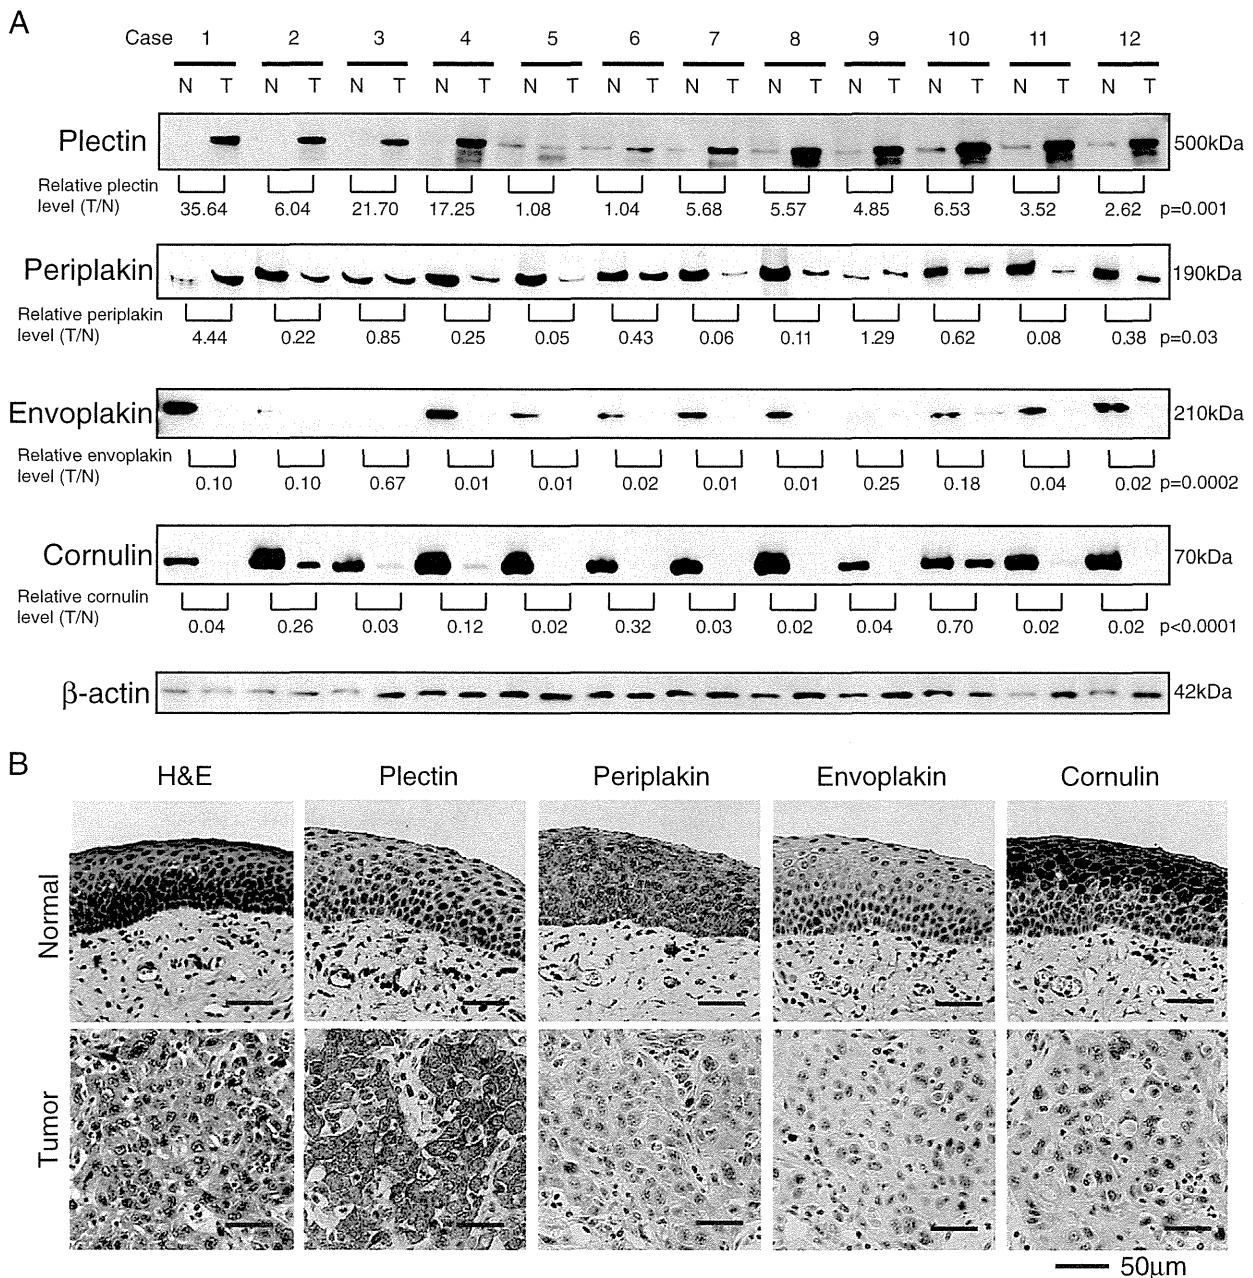 A
Case 1 2 3 4 5 6 7 8 9 10 11 12
N T N T N T N T N T N T N T N T N T N T N T N T
Plectin 500kDa
Relative plectin
level (T/N) 35.64 6.04 21.70 17.25 1.08 1.04 5.68 5.57 4.85 6.53 3.52 2.62 p=0.001
Periplakin 190kDa
Relative periplakin
level (T/N) 4.44 0.22 0.85 0.25 0.05 0.43 0.06 0.11 1.29 0.62 0.08 0.38 p=0.03
Envoplakin 210kDa
Relative envoplakin
level (T/N) 0.10 0.10 0.67 0.01 0.01 0.02 0.01 0.01 0.25 0.18 0.04 0.02 p=0.0002
Cornulin 70kDa
Relative cornulin
level (T/N) 0.04 0.26 0.03 0.12 0.02 0.32 0.03 0.02 0.04 0.70 0.02 0.02 p<0.0001
β-actin 42kDa
B
H&E Plectin Periplakin Envoplakin Cornulin
Normal
Tumor
50μm